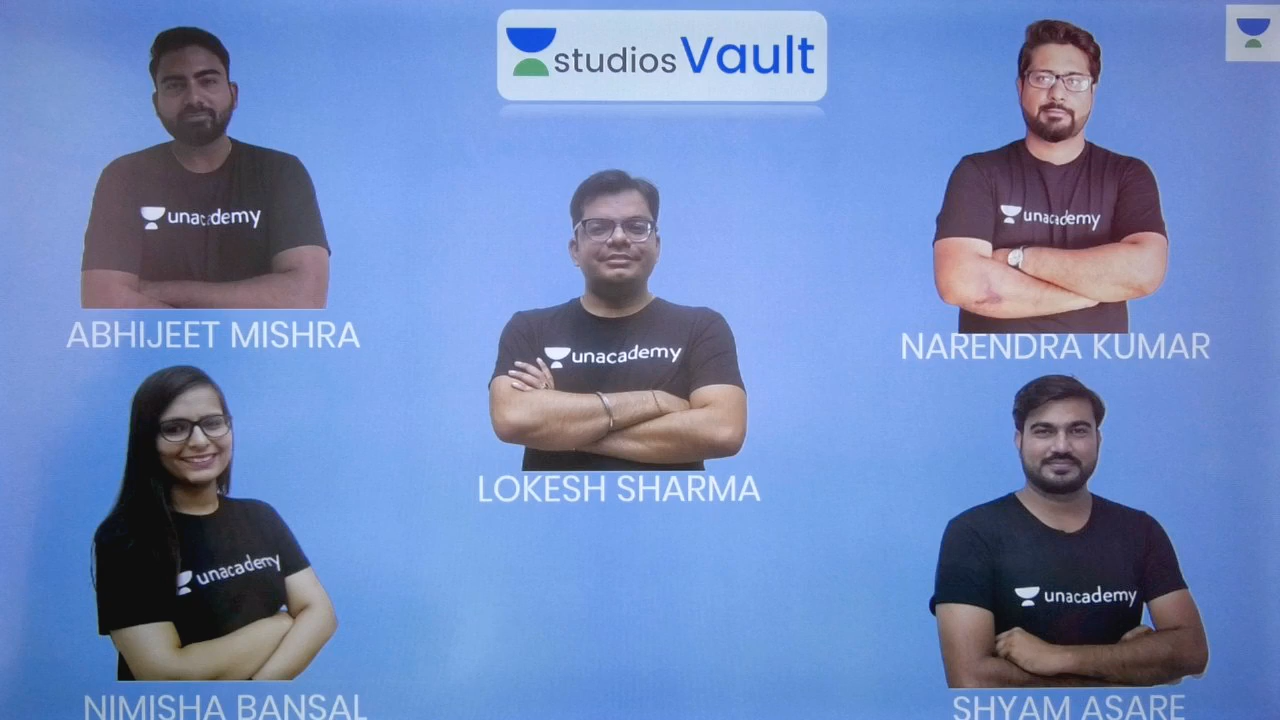 studios Vault
unacademy
unacademy
unacademy
ABHIJEET MISHRA
NARENDRA KUMAR
LOKESH SHARMA
unacademy
unacademy
NIMISHA BANSAL
SHYAM ASARE